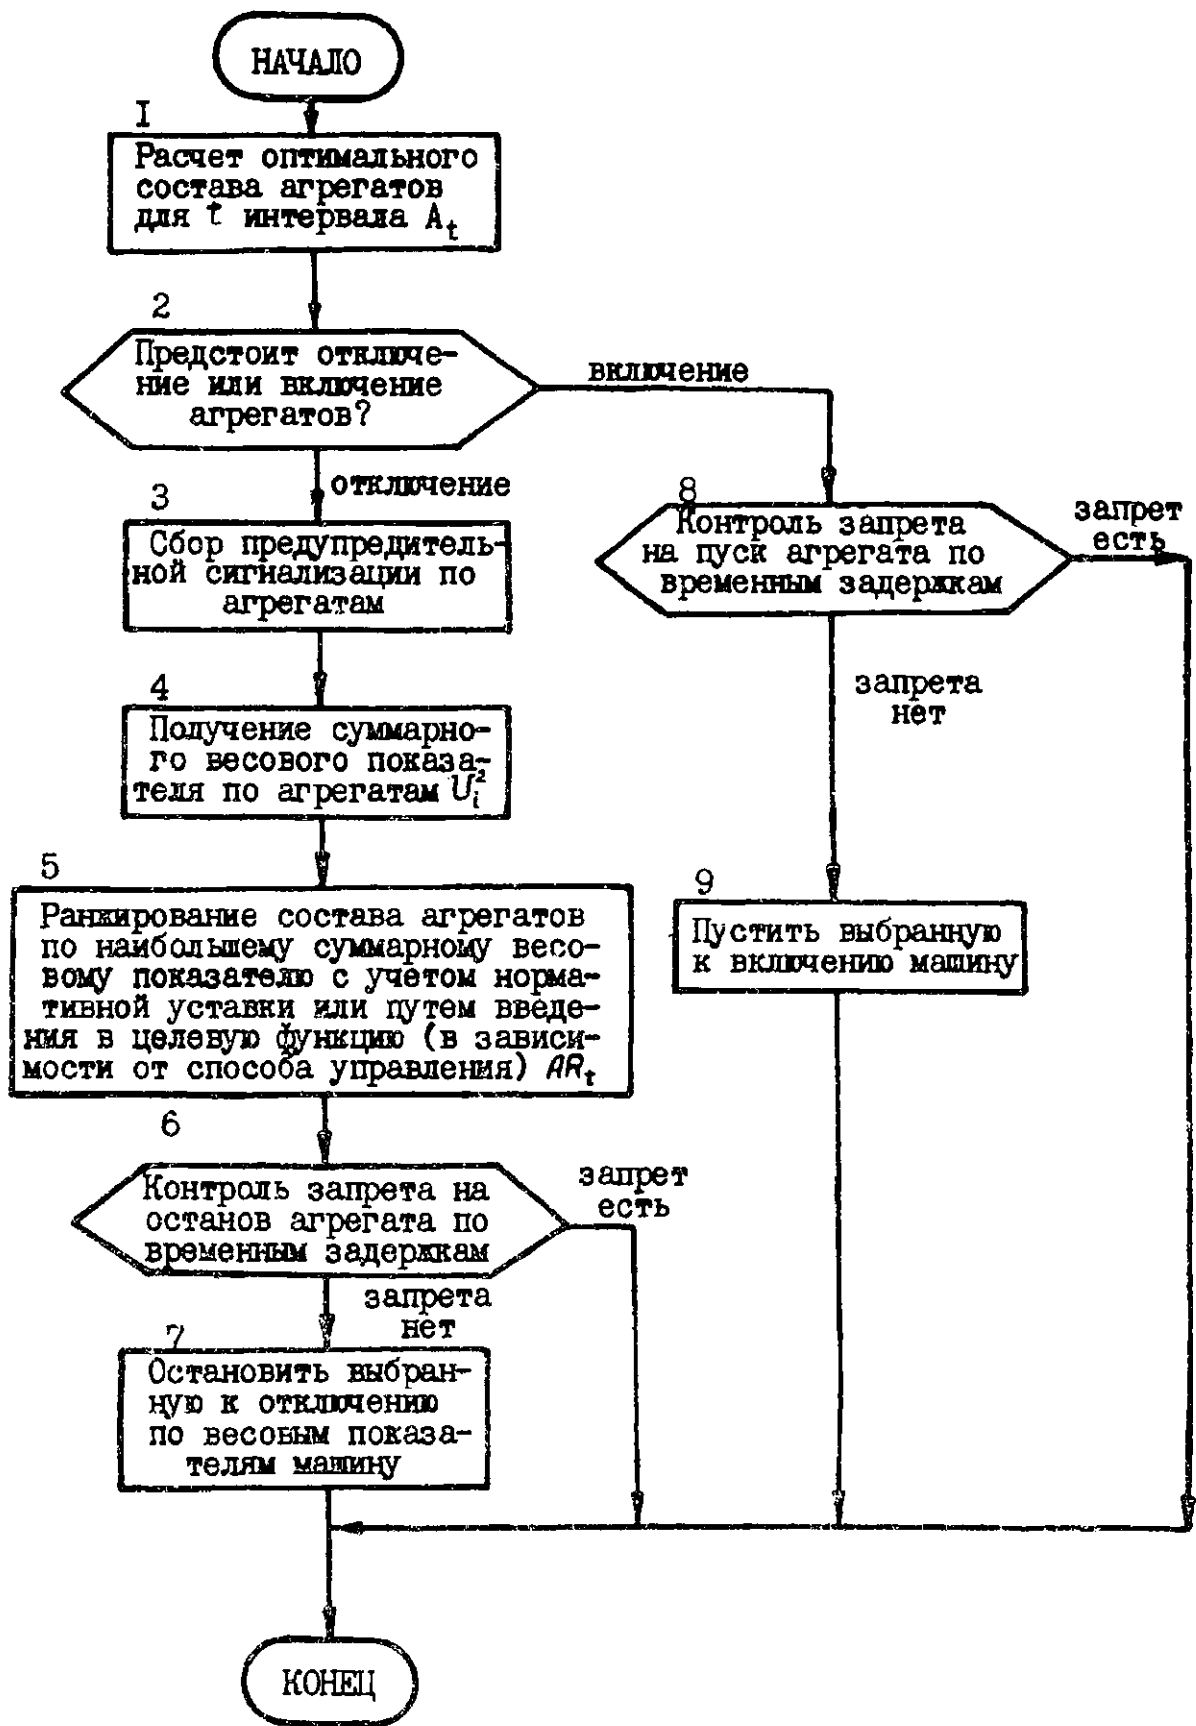 НАЧАЛО
I
Расчет оптимального
состава агрегатов
для t интервала A_t
2
Предстоит отключе-
ние или включение
агрегатов?
включение
отключение
3
Сбор предупредитель-
ной сигнализации по
агрегатам
4
Получение суммарно-
го весового показа-
теля по агрегатам U_i^2
5
Ранжирование состава агрегатов
по наибольшему суммарному весо-
вому показателю с учетом норма-
тивной уставки или путем введе-
ния в целевую функцию (в зависи-
мости от способа управления) AR_t
6
Контроль запрета на
останов агрегата по
временным задержкам
запрет
есть
запрета
нет
7
Остановить выбран-
ную к отключению
по весовым показа-
телям машину
8
Контроль запрета
на пуск агрегата по
временным задержкам
запрет
есть
запрета
нет
9
Пустить выбранную
к включению машину
КОНЕЦ